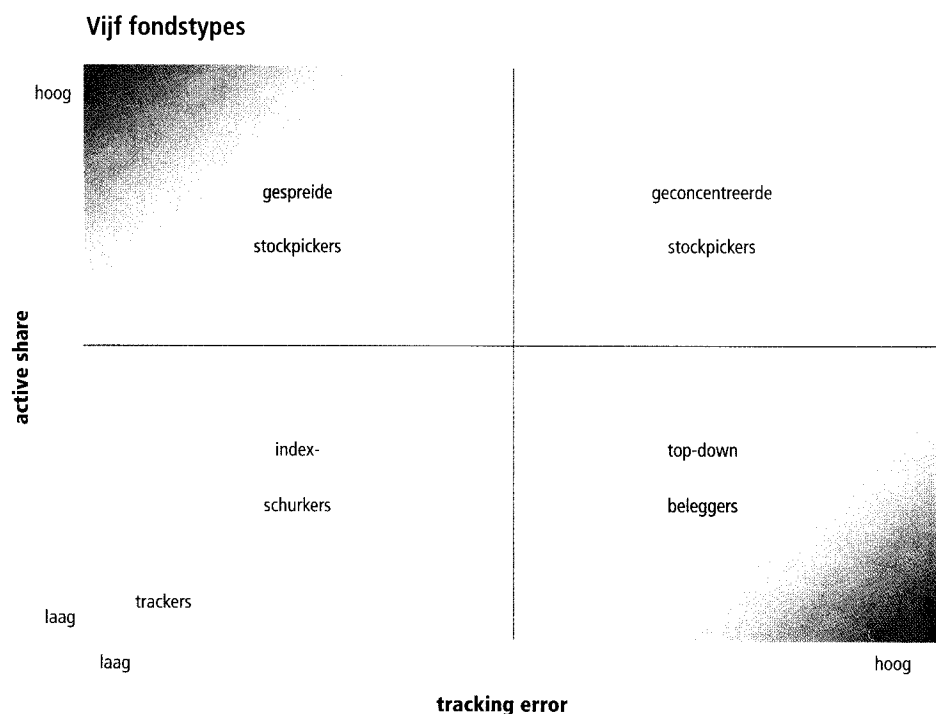 Vijf fondstypes
hoog
gespreide
stockpickers
geconcentreerde
stockpickers
active share
index-
schurkers
top-down
beleggers
trackers
laag
laag
hoog
tracking error